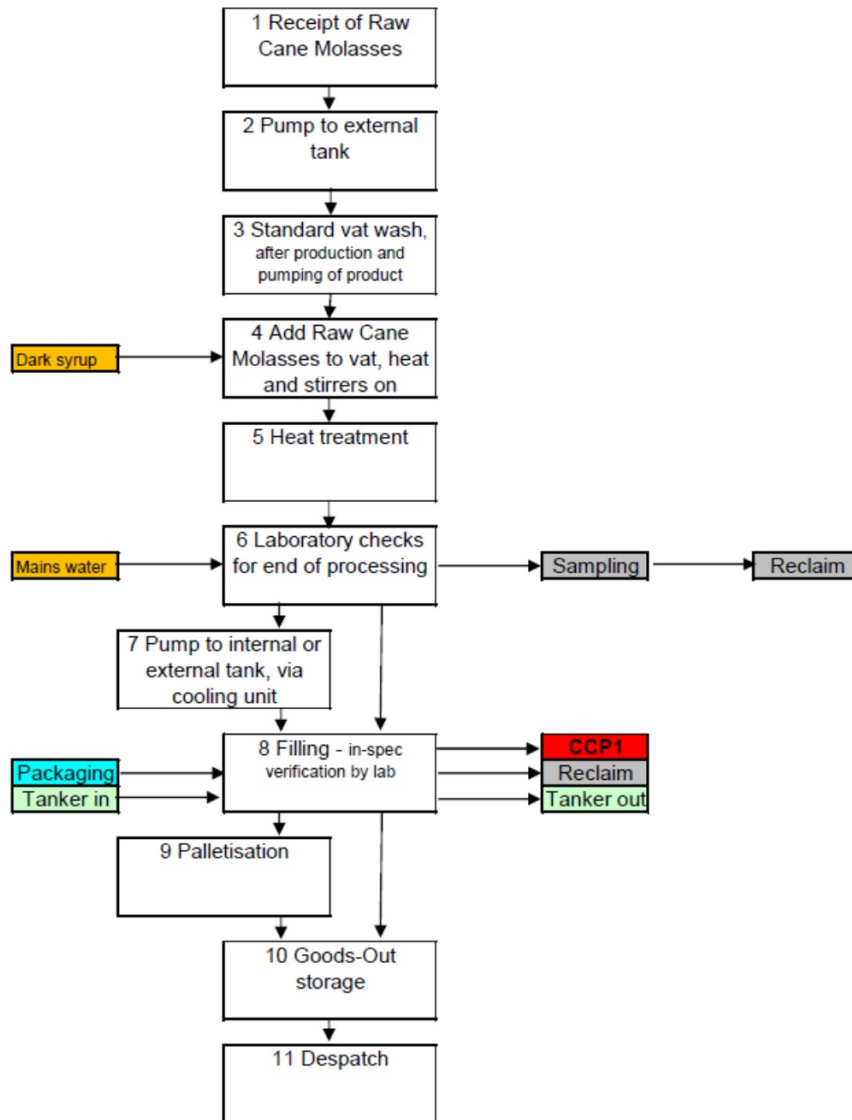 1 Receipt of Raw
Cane Molasses
2 Pump to external
tank
3 Standard vat wash,
after production and
pumping of product
Dark syrup
4 Add Raw Cane
Molasses to vat, heat
and stirrers on
5 Heat treatment
Mains water
6 Laboratory checks
for end of processing
Sampling
Reclaim
7 Pump to internal or
external tank, via
cooling unit
8 Filling - in-spec
verification by lab
Packaging
Tanker in
CCP1
Reclaim
Tanker out
9 Palletisation
10 Goods-Out
storage
11 Despatch